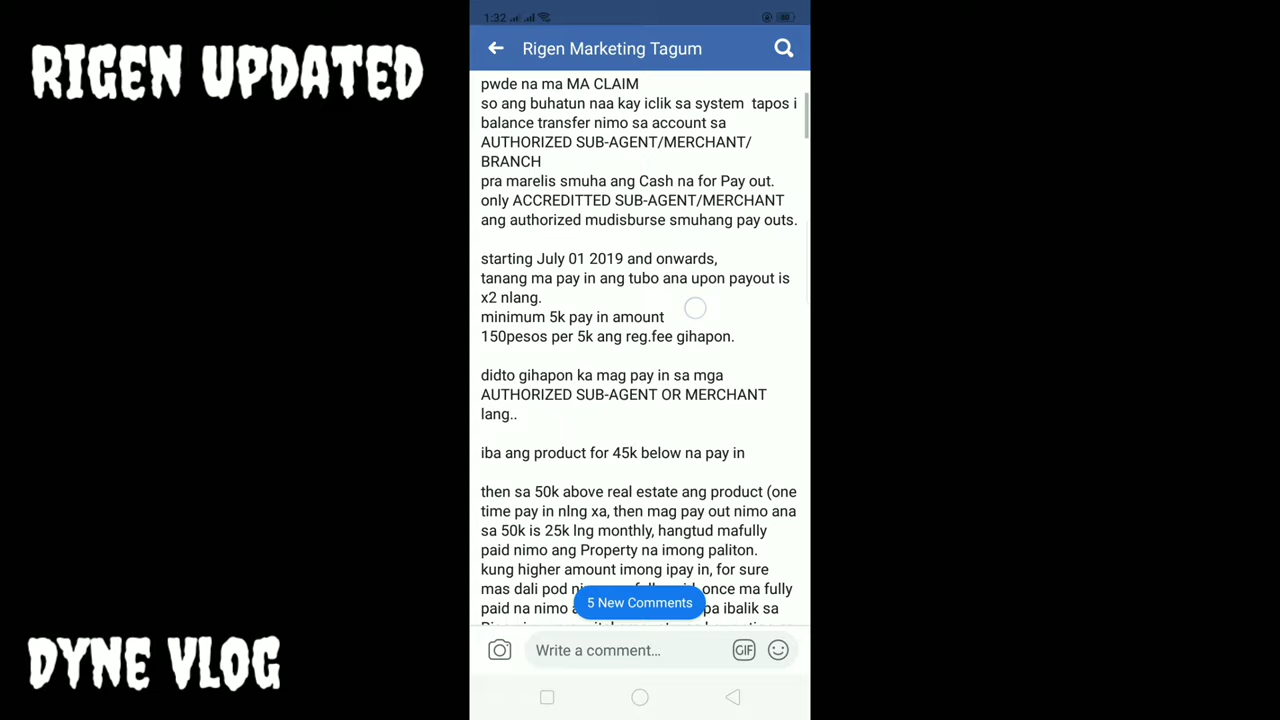 RIGEN UPDATED
1:32
80
Rigen Marketing Tagum
pwde na ma MA CLAIM
so ang buhatun naa kay iclik sa system tapos i
balance transfer nimo sa account sa
AUTHORIZED SUB-AGENT/MERCHANT/
BRANCH
pra marelis smuha ang Cash na for Pay out.
only ACCREDITTED SUB-AGENT/MERCHANT
ang authorized mudisburse smuhang pay outs.
starting July 01 2019 and onwards,
tanang ma pay in ang tubo ana upon payout is
x2 nlang.
minimum 5k pay in amount
150pesos per 5k ang reg.fee gihapon.
didto gihapon ka mag pay in sa mga
AUTHORIZED SUB-AGENT OR MERCHANT
lang..
iba ang product for 45k below na pay in
then sa 50k above real estate ang product (one
time pay in nlng xa, then mag pay out nimo ana
sa 50k is 25k lng monthly, hangtud mafully
paid nimo ang Property na imong paliton.
kung higher amount imong ipay in, for sure
mas dali pod once ma fully
paid na nimo pa ibalik sa
5 New Comments
Write a comment...
GIF
DYNE VLOG